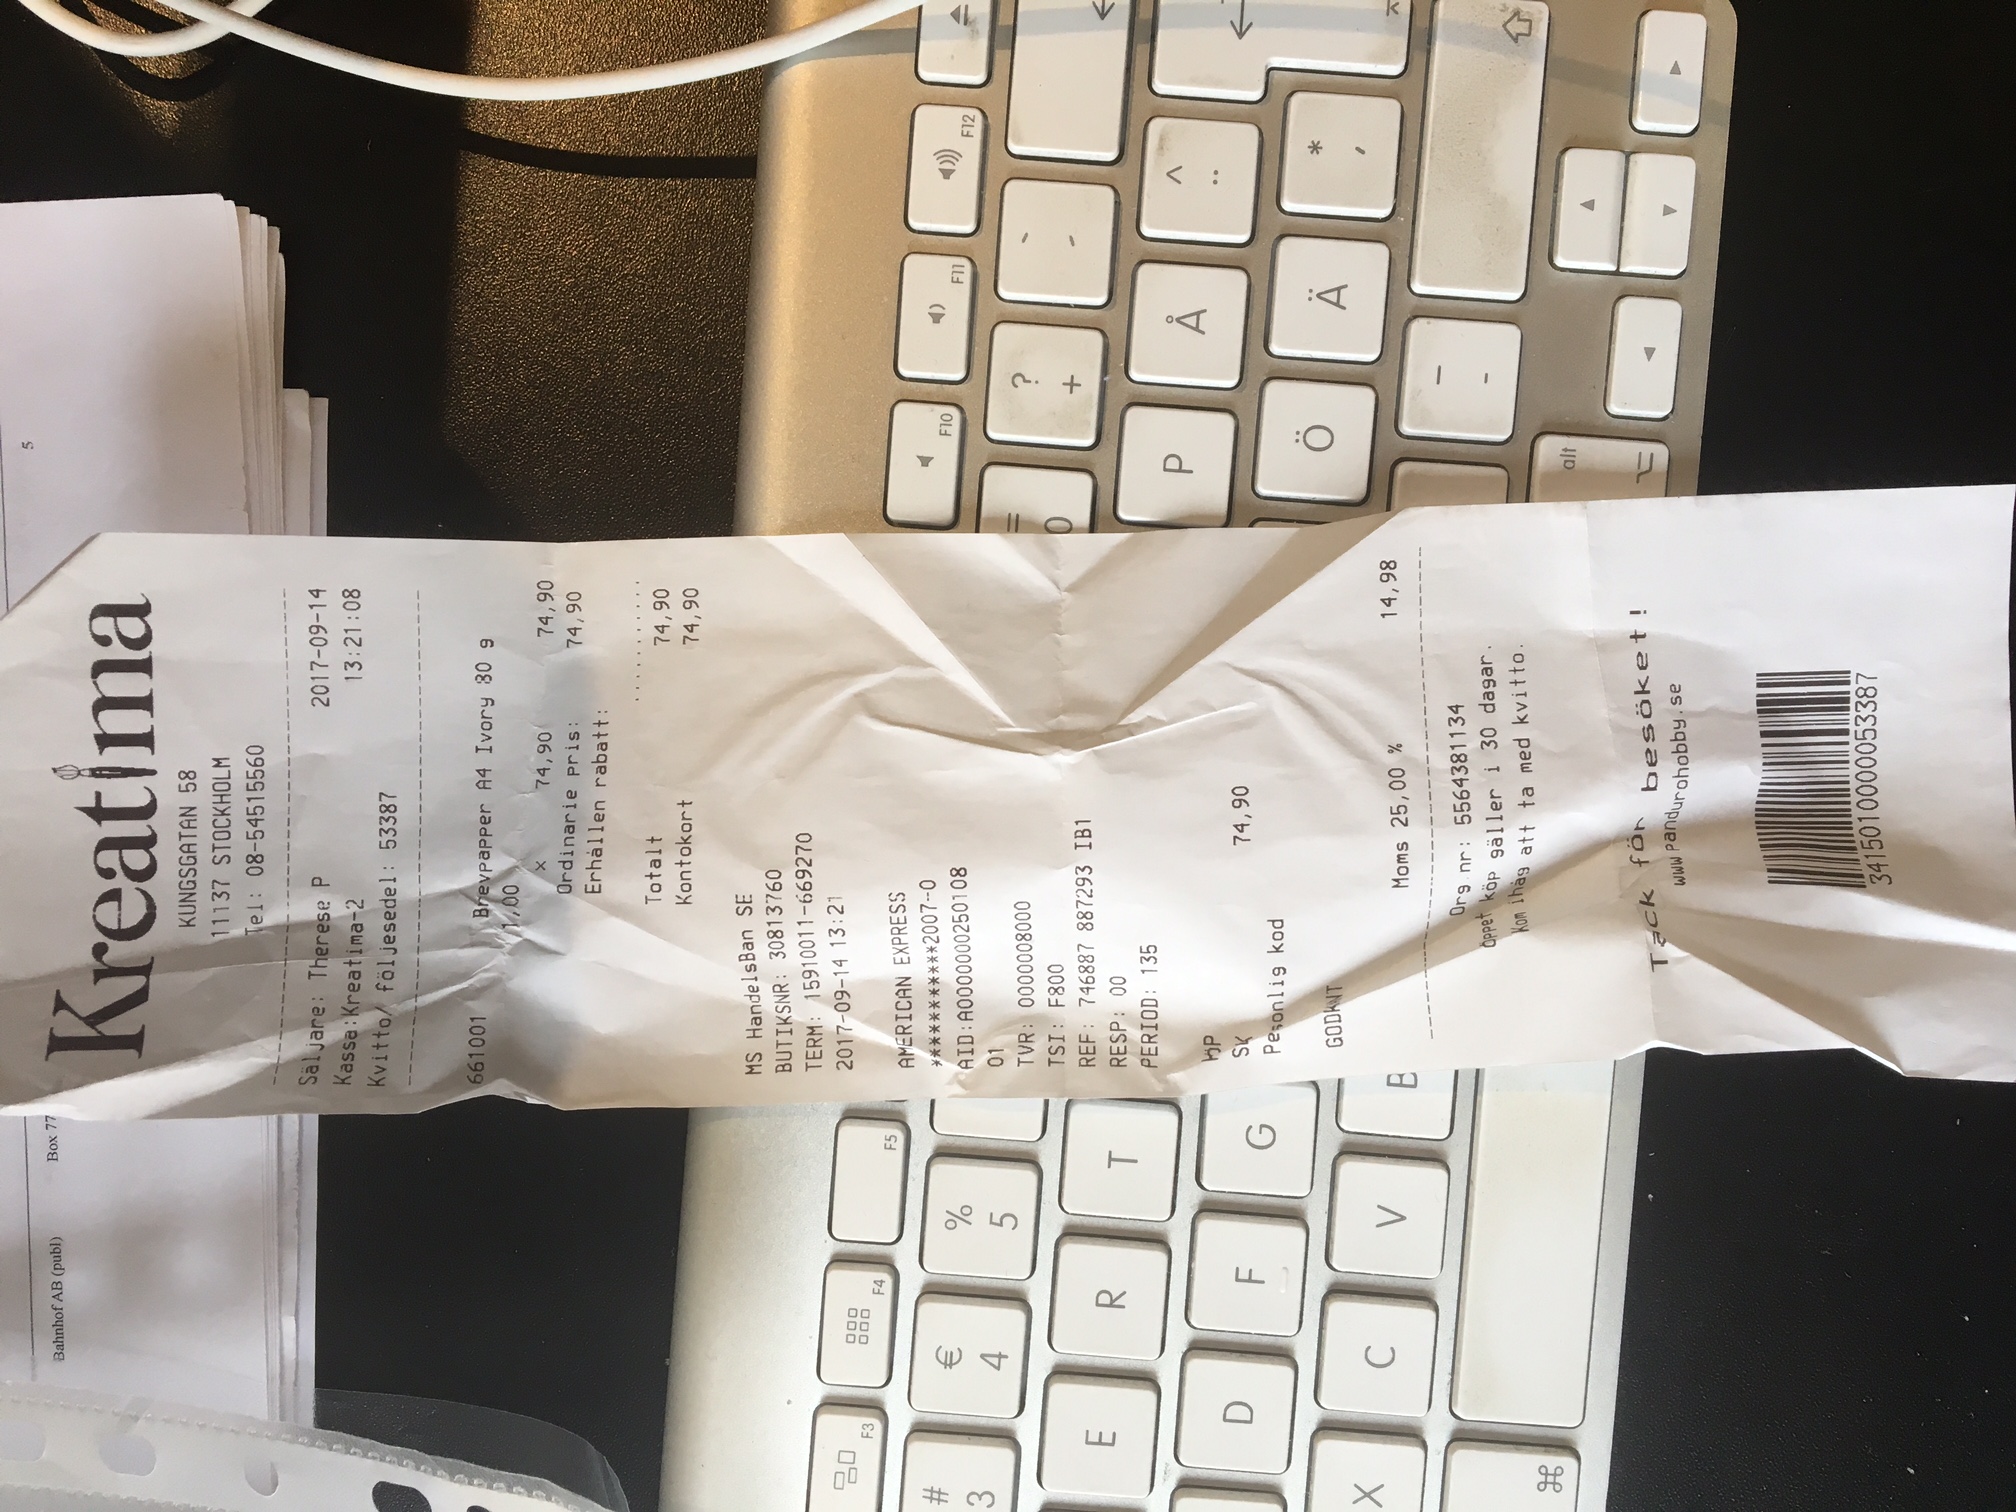 Bahnhof AB (publ) Box 77
5
Kreatima
KUNGSGATAN 58
11137 STOCKHOLM
Tel: 08-54515560
Säljare: Therese P 2017-09-14
Kassa:Kreatima-2 13:21:08
Kvitto/ följesedel: 53387
661001 Brevpapper A4 Ivory 80 g
1,00
x 74,90 74,90
Ordinarie pris: 74,90
Erhållen rabatt:
Totalt 74,90
Kontokort 74,90
MS HandelsBan SE
BUTIKSNR: 30813760
TERM: 15910011-669270
2017-09-14 13:21
AMERICAN EXPRESS
***********2007-0
AID:A0000000250108
01
TVR: 0000008000
TSI: F800
REF: 746887 887293 IB1
RESP: 00
PERIOD: 135
74,90
kod
Moms 25,00 % 14,98
Org nr: 5564381134
Öppet köp gäller i 30 dagar.
Kom ihåg att ta med kvitto.
Tack för besöket!
www.pandurohobby.se
3415010000053387
F3 F4 F5 F10 F11 F12
# 3 € 4 % 5 = 0 ? + ` ´
E R T P Å ^ ¨
D F G Ö Ä * '
X C V B _ -
⌘ alt